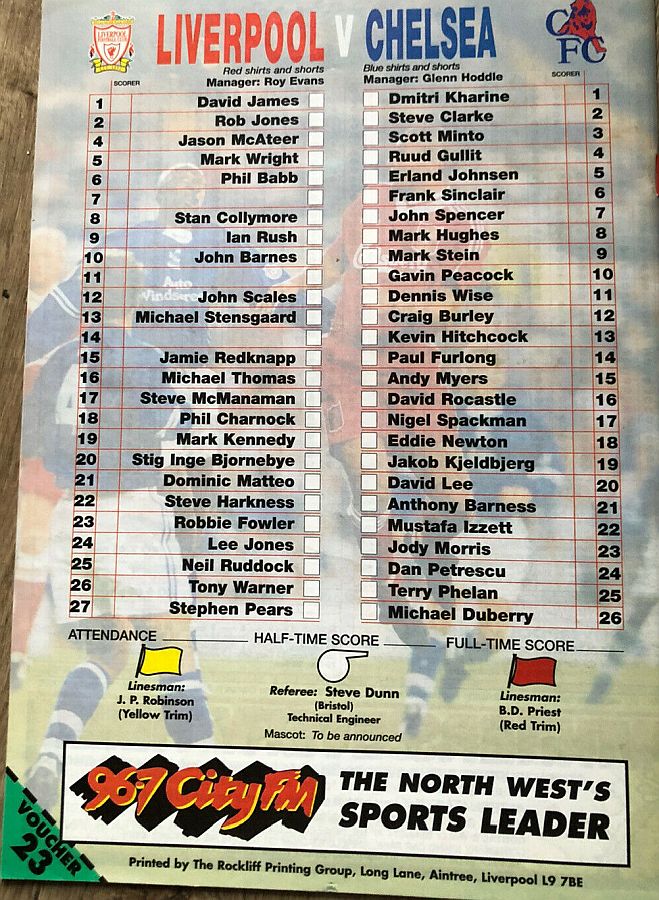 LIVERPOOL V CHELSEA
LIVERPOOL
FOOTBALL CLUB
CFC
Red shirts and shorts
Manager: Roy Evans
Blue shirts and shorts
Manager: Glenn Hoddle
SCORER
SCORER
1 David James Dmitri Kharine 1
2 Rob Jones Steve Clarke 2
4 Jason McAteer Scott Minto 3
5 Mark Wright Ruud Gullit 4
6 Phil Babb Erland Johnsen 5
7 Frank Sinclair 6
8 Stan Collymore John Spencer 7
9 Ian Rush Mark Hughes 8
10 John Barnes Mark Stein 9
11 Gavin Peacock 10
12 John Scales Dennis Wise 11
13 Michael Stensgaard Craig Burley 12
14 Kevin Hitchcock 13
15 Jamie Redknapp Paul Furlong 14
16 Michael Thomas Andy Myers 15
17 Steve McManaman David Rocastle 16
18 Phil Charnock Nigel Spackman 17
19 Mark Kennedy Eddie Newton 18
20 Stig Inge Bjornebye Jakob Kjeldbjerg 19
21 Dominic Matteo David Lee 20
22 Steve Harkness Anthony Barness 21
23 Robbie Fowler Mustafa Izzett 22
24 Lee Jones Jody Morris 23
25 Neil Ruddock Dan Petrescu 24
26 Tony Warner Terry Phelan 25
27 Stephen Pears Michael Duberry 26
ATTENDANCE HALF-TIME SCORE FULL-TIME SCORE
Linesman:
J. P. Robinson
(Yellow Trim)
Referee: Steve Dunn
(Bristol)
Technical Engineer
Mascot: To be announced
Linesman:
B.D. Priest
(Red Trim)
96·7 City FM
THE NORTH WEST'S
SPORTS LEADER
VOUCHER
23
Printed by The Rockliff Printing Group, Long Lane, Aintree, Liverpool L9 7BE